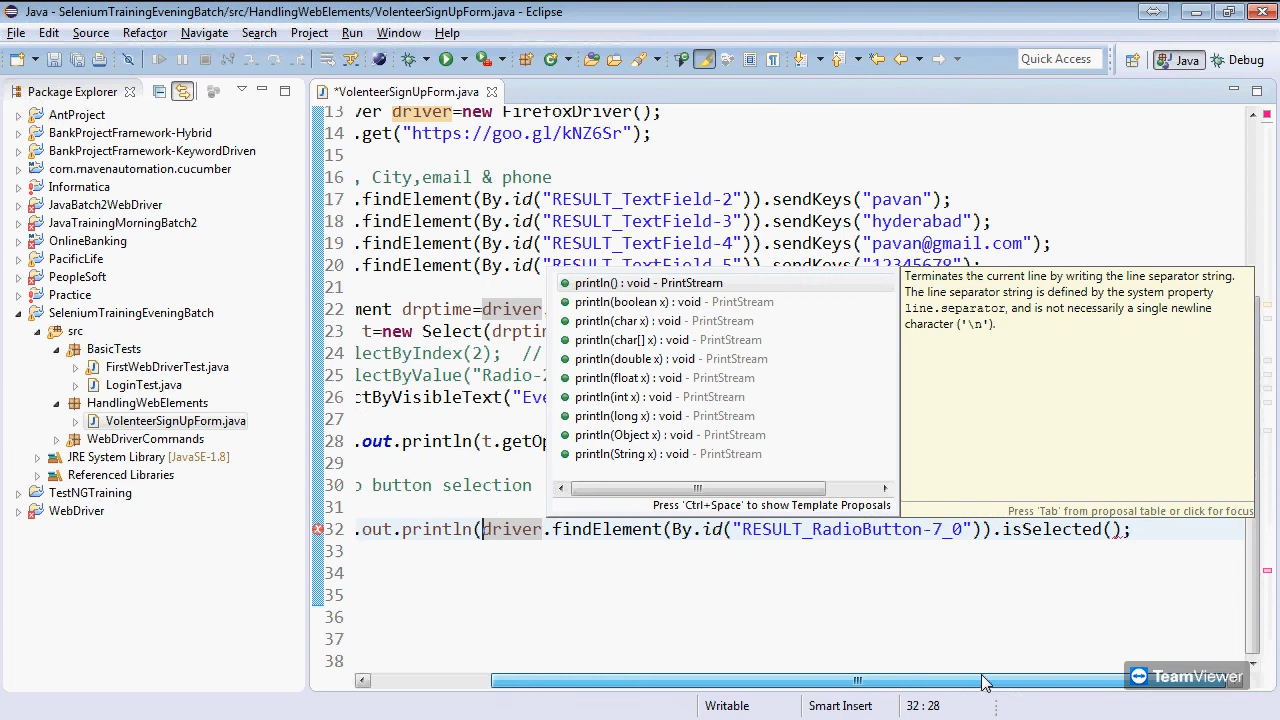 Java - SeleniumTrainingEveningBatch/src/HandlingWebElements/VolenteerSignUpForm.java - Eclipse
File Edit Source Refactor Navigate Search Project Run Window Help
Quick Access Java Debug
Package Explorer
*VolenteerSignUpForm.java
AntProject
BankProjectFramework-Hybrid
BankProjectFramework-KeywordDriven
com.mavenautomation.cucumber
Informatica
JavaBatch2WebDriver
JavaTrainingMorningBatch2
OnlineBanking
PacificLife
PeopleSoft
Practice
SeleniumTrainingEveningBatch
src
BasicTests
FirstWebDriverTest.java
LoginTest.java
HandlingWebElements
VolenteerSignUpForm.java
WebDriverCommands
JRE System Library [JavaSE-1.8]
Referenced Libraries
TestNGTraining
WebDriver
13 ver driver=new FirefoxDriver();
14 .get("https://goo.gl/kNZ6Sr");
15
16 , City,email & phone
17 .findElement(By.id("RESULT_TextField-2")).sendKeys("pavan");
18 .findElement(By.id("RESULT_TextField-3")).sendKeys("hyderabad");
19 .findElement(By.id("RESULT_TextField-4")).sendKeys("pavan@gmail.com");
20 .findElement(By.id("RESULT_TextField-5")).sendKeys("12345678");
21
22 ment drptime=driver.
23 t=new Select(drptime
24 lectByIndex(2); //
25 lectByValue("Radio-2
26 ctByVisibleText("Eve
27
28 .out.println(t.getOp
29
30 o button selection
31
32 .out.println(driver.findElement(By.id("RESULT_RadioButton-7_0")).isSelected();
33
34
35
36
37
38
println() : void - PrintStream
println(boolean x) : void - PrintStream
println(char x) : void - PrintStream
println(char[] x) : void - PrintStream
println(double x) : void - PrintStream
println(float x) : void - PrintStream
println(int x) : void - PrintStream
println(long x) : void - PrintStream
println(Object x) : void - PrintStream
println(String x) : void - PrintStream
Press 'Ctrl+Space' to show Template Proposals
Terminates the current line by writing the line separator string.
The line separator string is defined by the system property
line.separator, and is not necessarily a single newline
character ('\n').
Press 'Tab' from proposal table or click for focus
TeamViewer
Writable Smart Insert 32 : 28